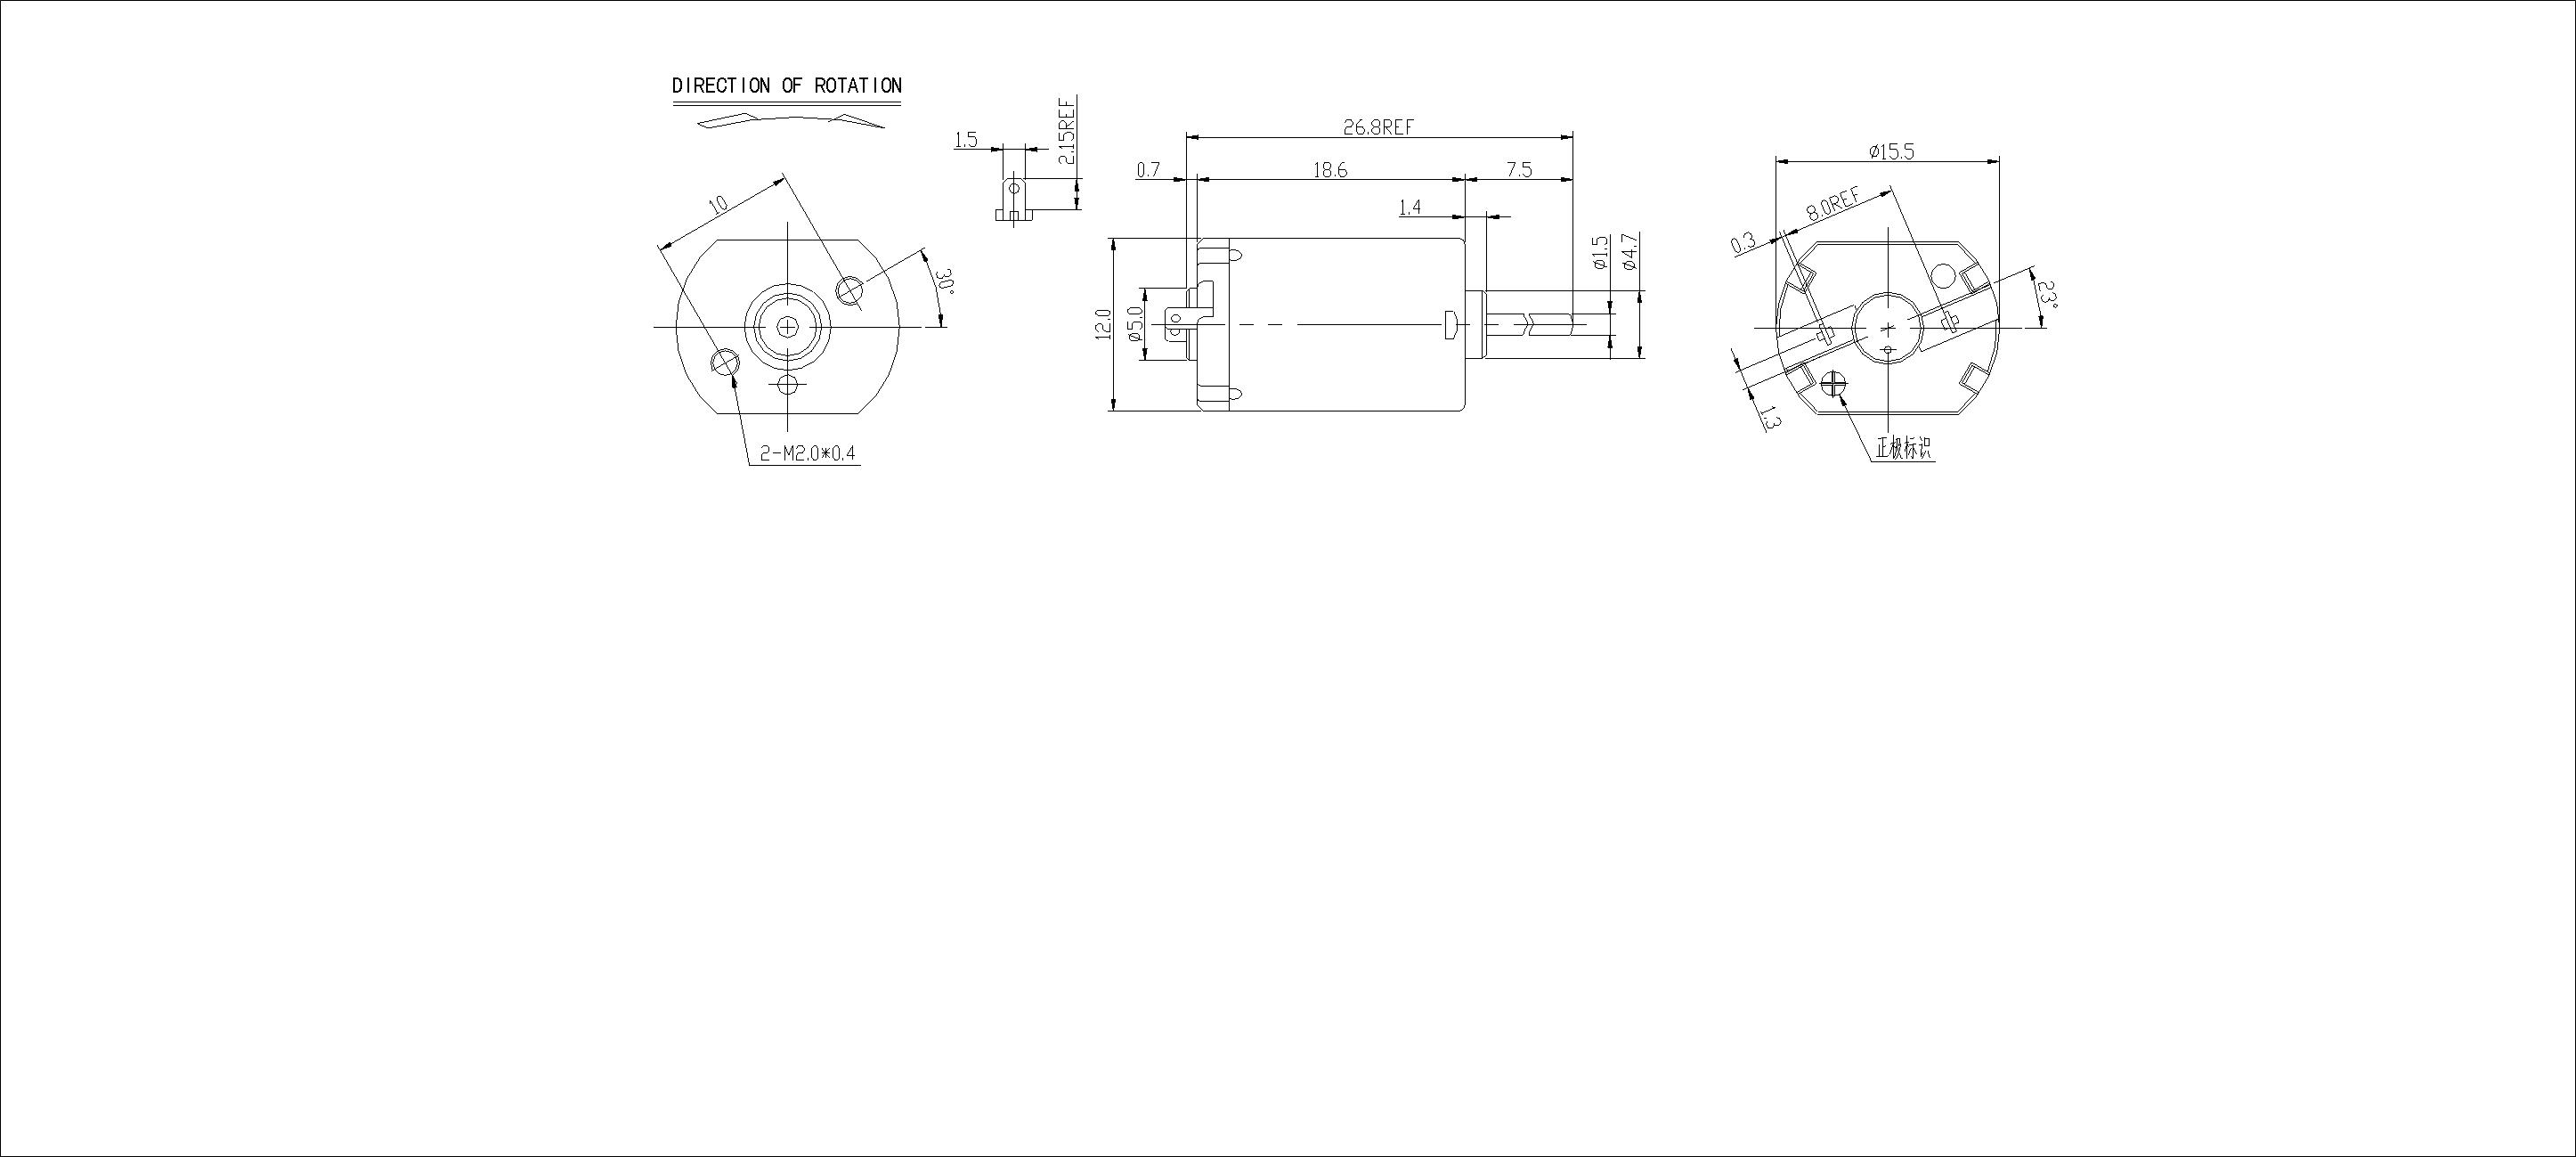 DIRECTION OF ROTATION
10
30°
2-M2.0*0.4
1.5
2.15REF
26.8REF
0.7
18.6
7.5
1.4
12.0
ø5.0
ø1.5
ø4.7
ø15.5
8.0REF
0.3
23°
1.3
正极标识